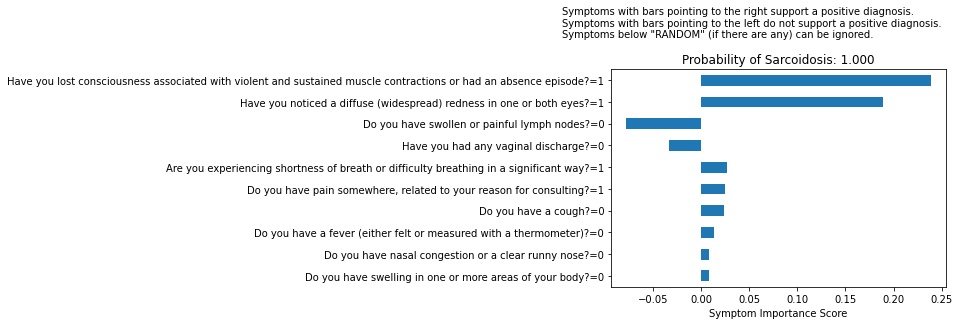 Symptoms with bars pointing to the right support a positive diagnosis.
Symptoms with bars pointing to the left do not support a positive diagnosis.
Symptoms below "RANDOM" (if there are any) can be ignored.
Probability of Sarcoidosis: 1.000
Have you lost consciousness associated with violent and sustained muscle contractions or had an absence episode?=1
Have you noticed a diffuse (widespread) redness in one or both eyes?=1
Do you have swollen or painful lymph nodes?=0
Have you had any vaginal discharge?=0
Are you experiencing shortness of breath or difficulty breathing in a significant way?=1
Do you have pain somewhere, related to your reason for consulting?=1
Do you have a cough?=0
Do you have a fever (either felt or measured with a thermometer)?=0
Do you have nasal congestion or a clear runny nose?=0
Do you have swelling in one or more areas of your body?=0
−0.05 0.00 0.05 0.10 0.15 0.20 0.25
Symptom Importance Score